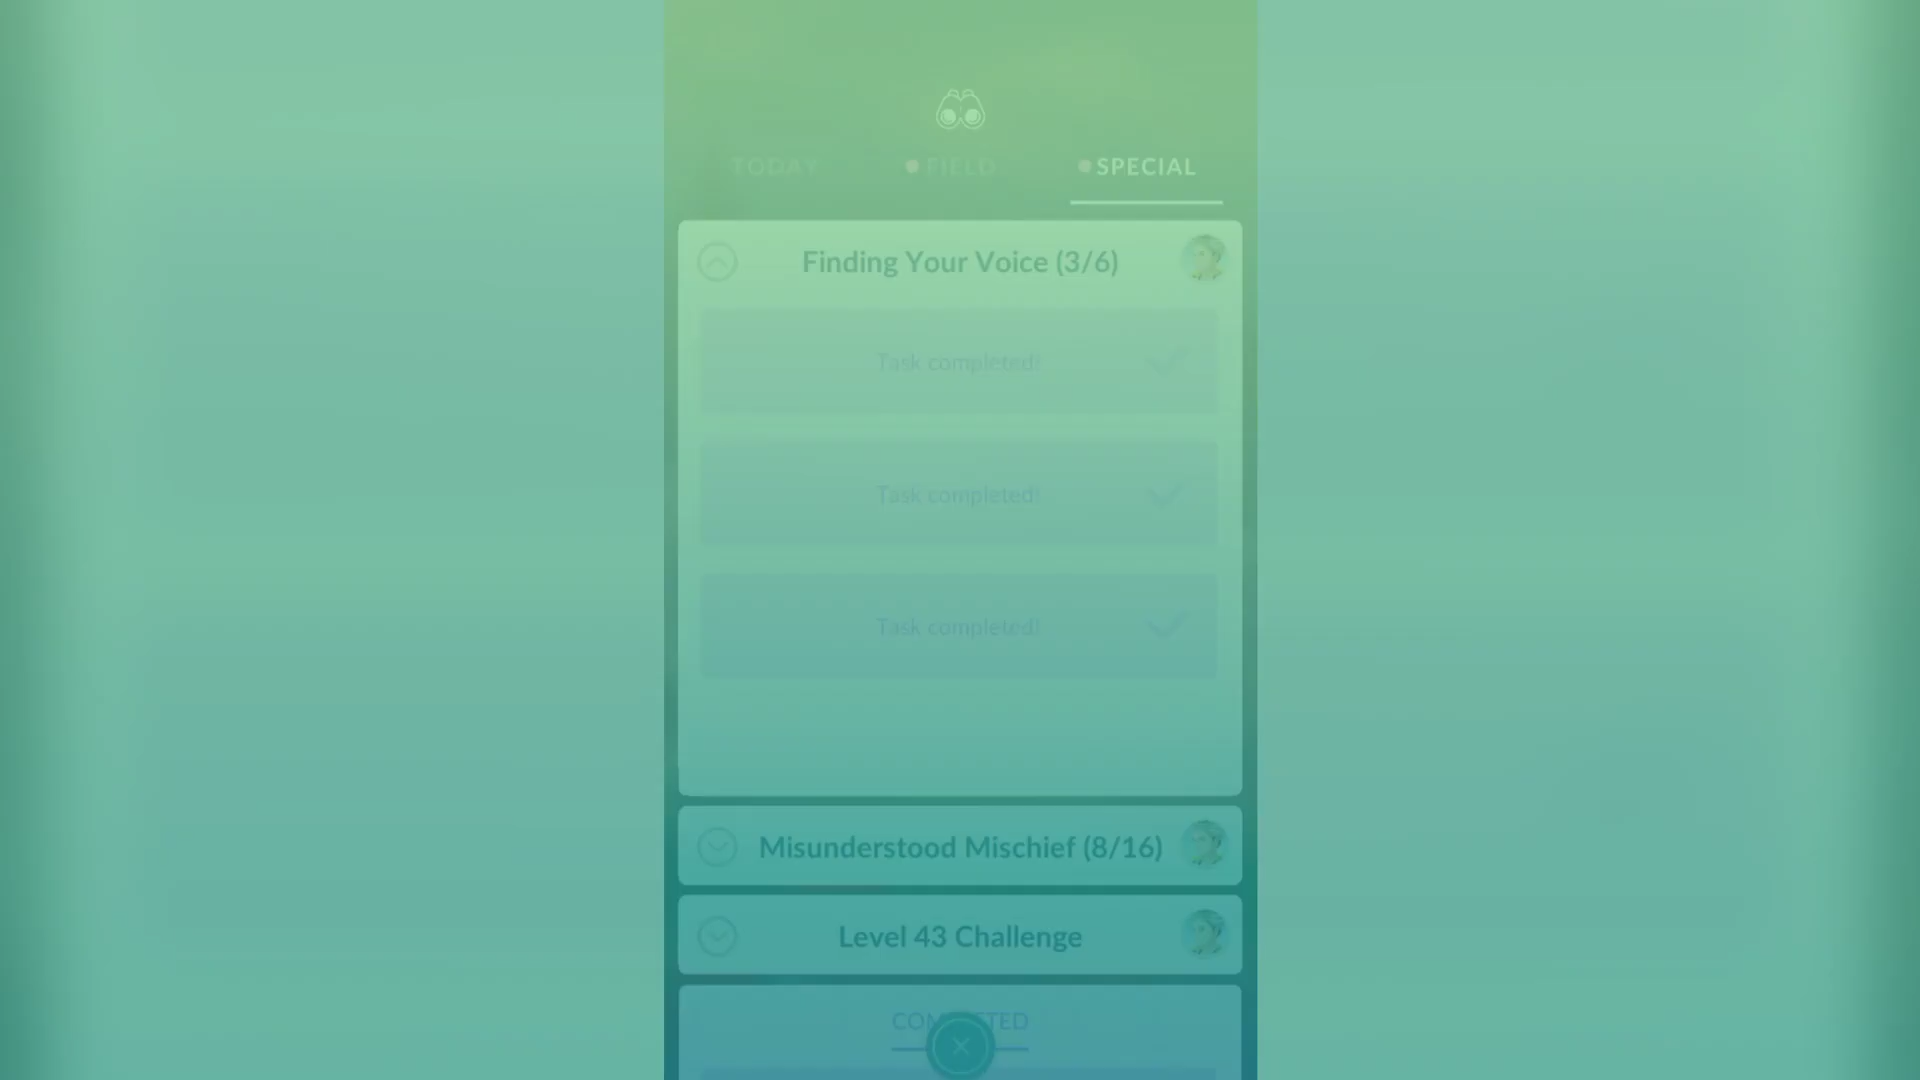 TODAY
FIELD
SPECIAL
Finding Your Voice (3/6)
Task completed!
Task completed!
Task completed!
Misunderstood Mischief (8/16)
Level 43 Challenge
COMPLETED